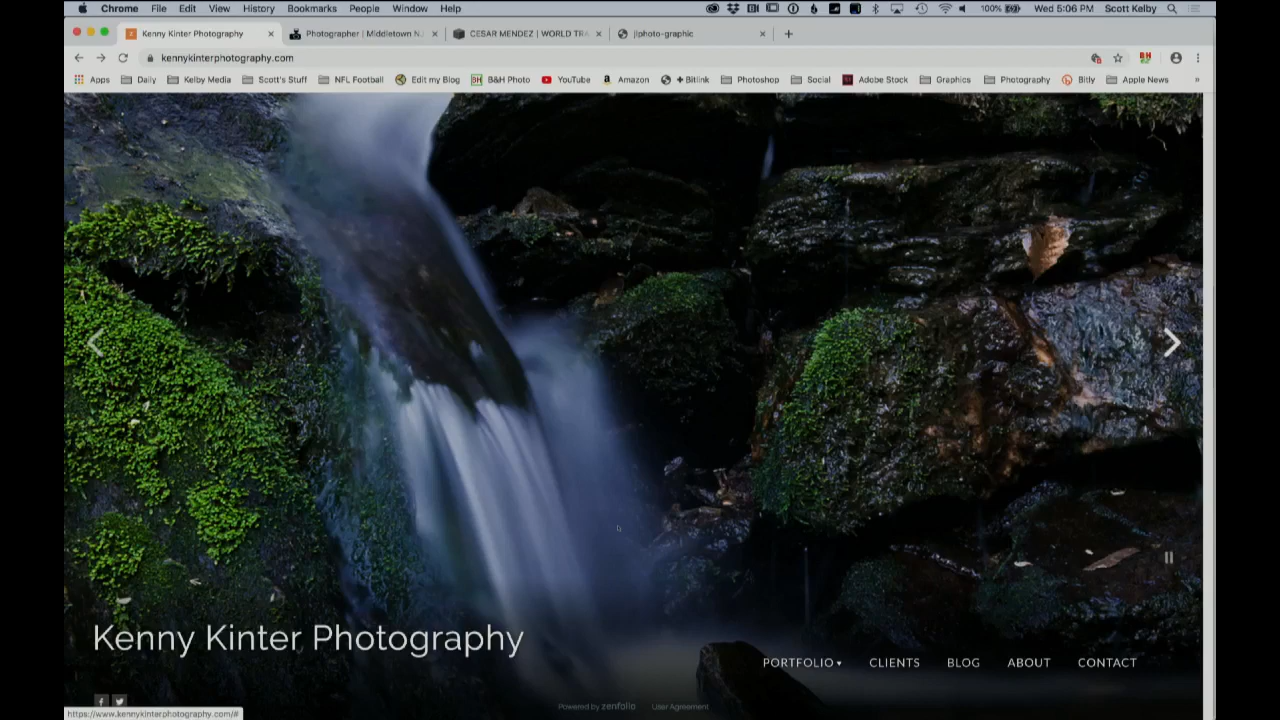 Chrome File Edit View History Bookmarks People Window Help 100% Wed 5:06 PM Scott Kelby
Kenny Kinter Photography Photographer | Middletown NJ CESAR MENDEZ | WORLD TRA jlphoto-graphic
kennykinterphotography.com
Apps Daily Kelby Media Scott's Stuff NFL Football Edit my Blog B&H Photo YouTube Amazon + Bitlink Photoshop Social Adobe Stock Graphics Photography Bitly Apple News »
Kenny Kinter Photography
PORTFOLIO ▾ CLIENTS BLOG ABOUT CONTACT
Powered by zenfolio User Agreement
https://www.kennykinterphotography.com/#